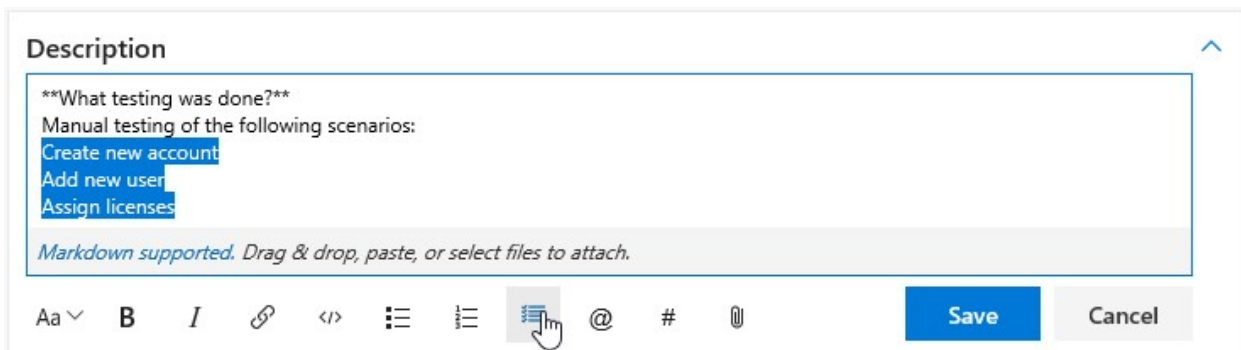 Description
**What testing was done?**
Manual testing of the following scenarios:
Create new account
Add new user
Assign licenses
Markdown supported. Drag & drop, paste, or select files to attach.
Aa B I </> @ # Save Cancel